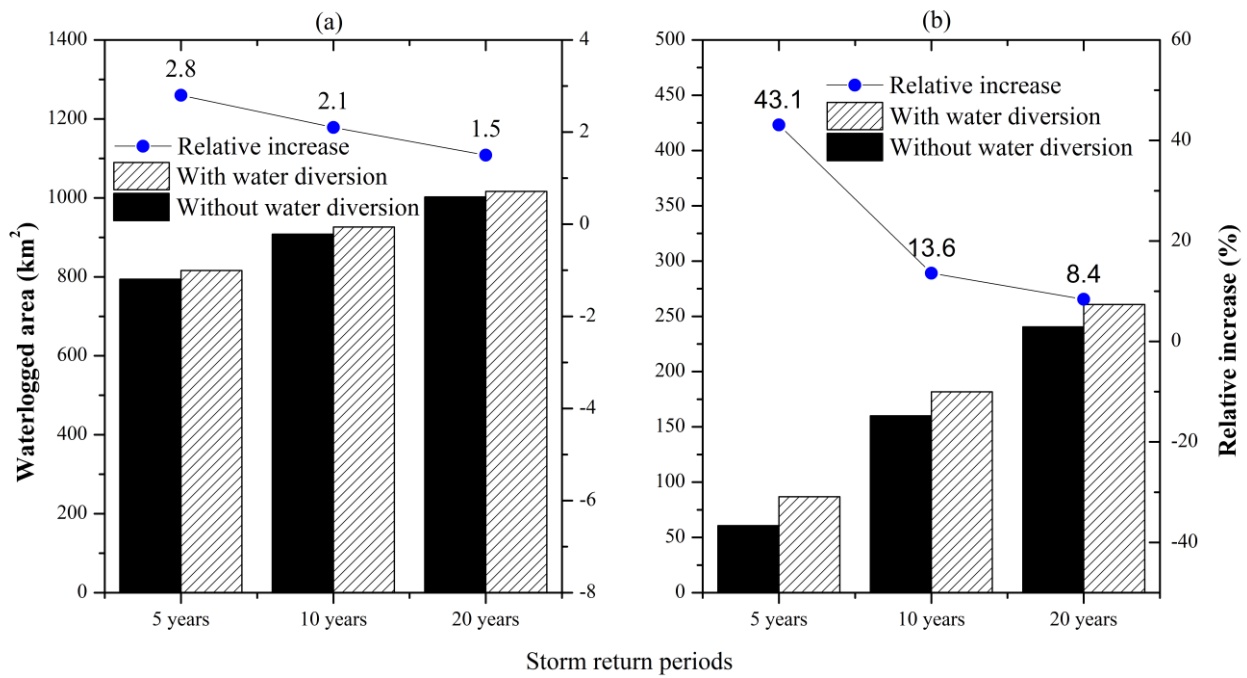 (a)
1400
1200
1000
800
600
400
200
0
Waterlogged area (km²)
4
2
0
-2
-4
-6
-8
2.8
2.1
1.5
Relative increase
With water diversion
Without water diversion
5 years
10 years
20 years
(b)
500
450
400
350
300
250
200
150
100
50
0
60
40
20
0
-20
-40
Relative increase (%)
43.1
13.6
8.4
Relative increase
With water diversion
Without water diversion
5 years
10 years
20 years
Storm return periods